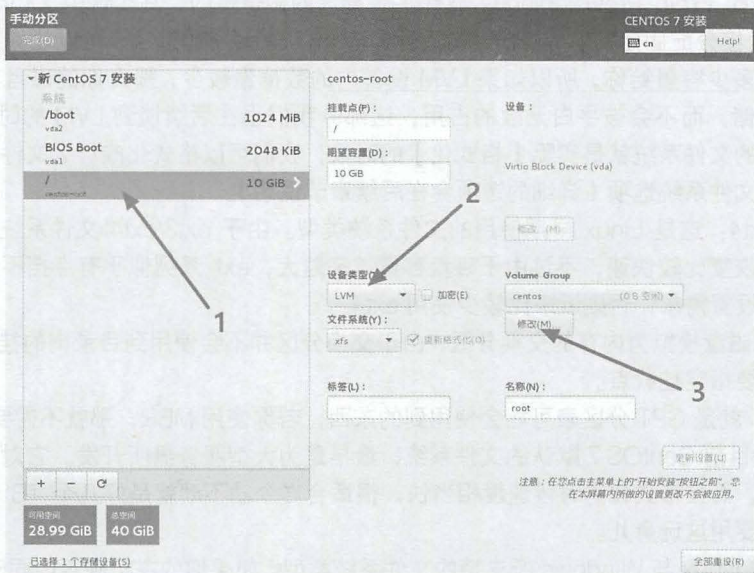 手动分区
完成(D)
CENTOS 7 安装
cn
Help!
新 CentOS 7 安装
系统
/boot
vda2
1024 MiB
BIOS Boot
vda1
2048 KiB
/
centos-root
10 GiB
centos-root
挂载点(P)：
/
期望容量(D)：
10 GiB
设备：
Virtio Block Device (vda)
修改 (M)
设备类型(
LVM
加密(E)
文件系统(Y)：
xfs
重新格式化(O)
Volume Group
centos
(0 B 空闲)
修改(M)
标签(L)：
名称(N)：
root
1
2
3
更新设置(U)
注意：在您点击主菜单上的"开始安装"按钮之前，您
在本屏幕内所做的设置更改不会被应用。
可用空间
28.99 GiB
总空间
40 GiB
已选择 1 个存储设备(S)
全部重设(R)